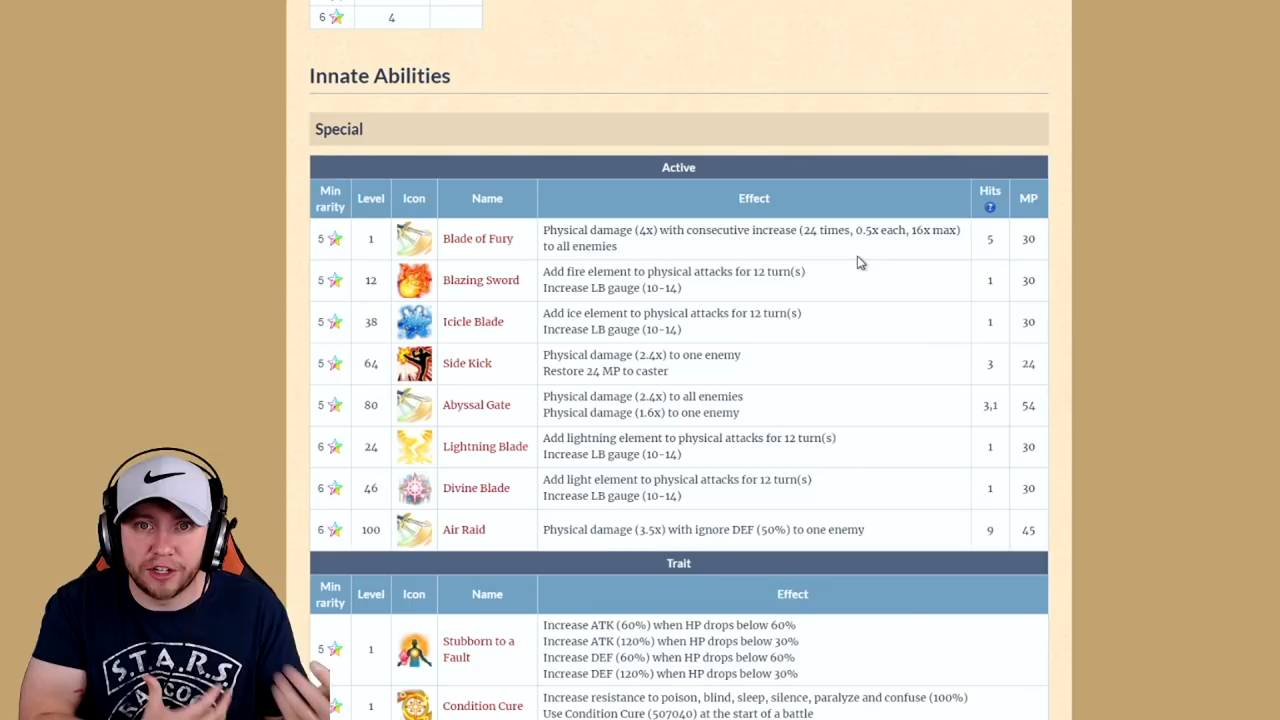 6 4
Innate Abilities
Special
Active
Min rarity Level Icon Name Effect Hits ? MP
5 1 Blade of Fury Physical damage (4x) with consecutive increase (24 times, 0.5x each, 16x max) 5 30
to all enemies
5 12 Blazing Sword Add fire element to physical attacks for 12 turn(s) 1 30
Increase LB gauge (10-14)
5 38 Icicle Blade Add ice element to physical attacks for 12 turn(s) 1 30
Increase LB gauge (10-14)
5 64 Side Kick Physical damage (2.4x) to one enemy 3 24
Restore 24 MP to caster
5 80 Abyssal Gate Physical damage (2.4x) to all enemies 3,1 54
Physical damage (1.6x) to one enemy
6 24 Lightning Blade Add lightning element to physical attacks for 12 turn(s) 1 30
Increase LB gauge (10-14)
6 46 Divine Blade Add light element to physical attacks for 12 turn(s) 1 30
Increase LB gauge (10-14)
6 100 Air Raid Physical damage (3.5x) with ignore DEF (50%) to one enemy 9 45
Trait
Min rarity Level Icon Name Effect
5 1 Stubborn to a Fault Increase ATK (60%) when HP drops below 60%
Increase ATK (120%) when HP drops below 30%
Increase DEF (60%) when HP drops below 60%
Increase DEF (120%) when HP drops below 30%
1 Condition Cure Increase resistance to poison, blind, sleep, silence, paralyze and confuse (100%)
Use Condition Cure (507040) at the start of a battle
S.T.A.R.S